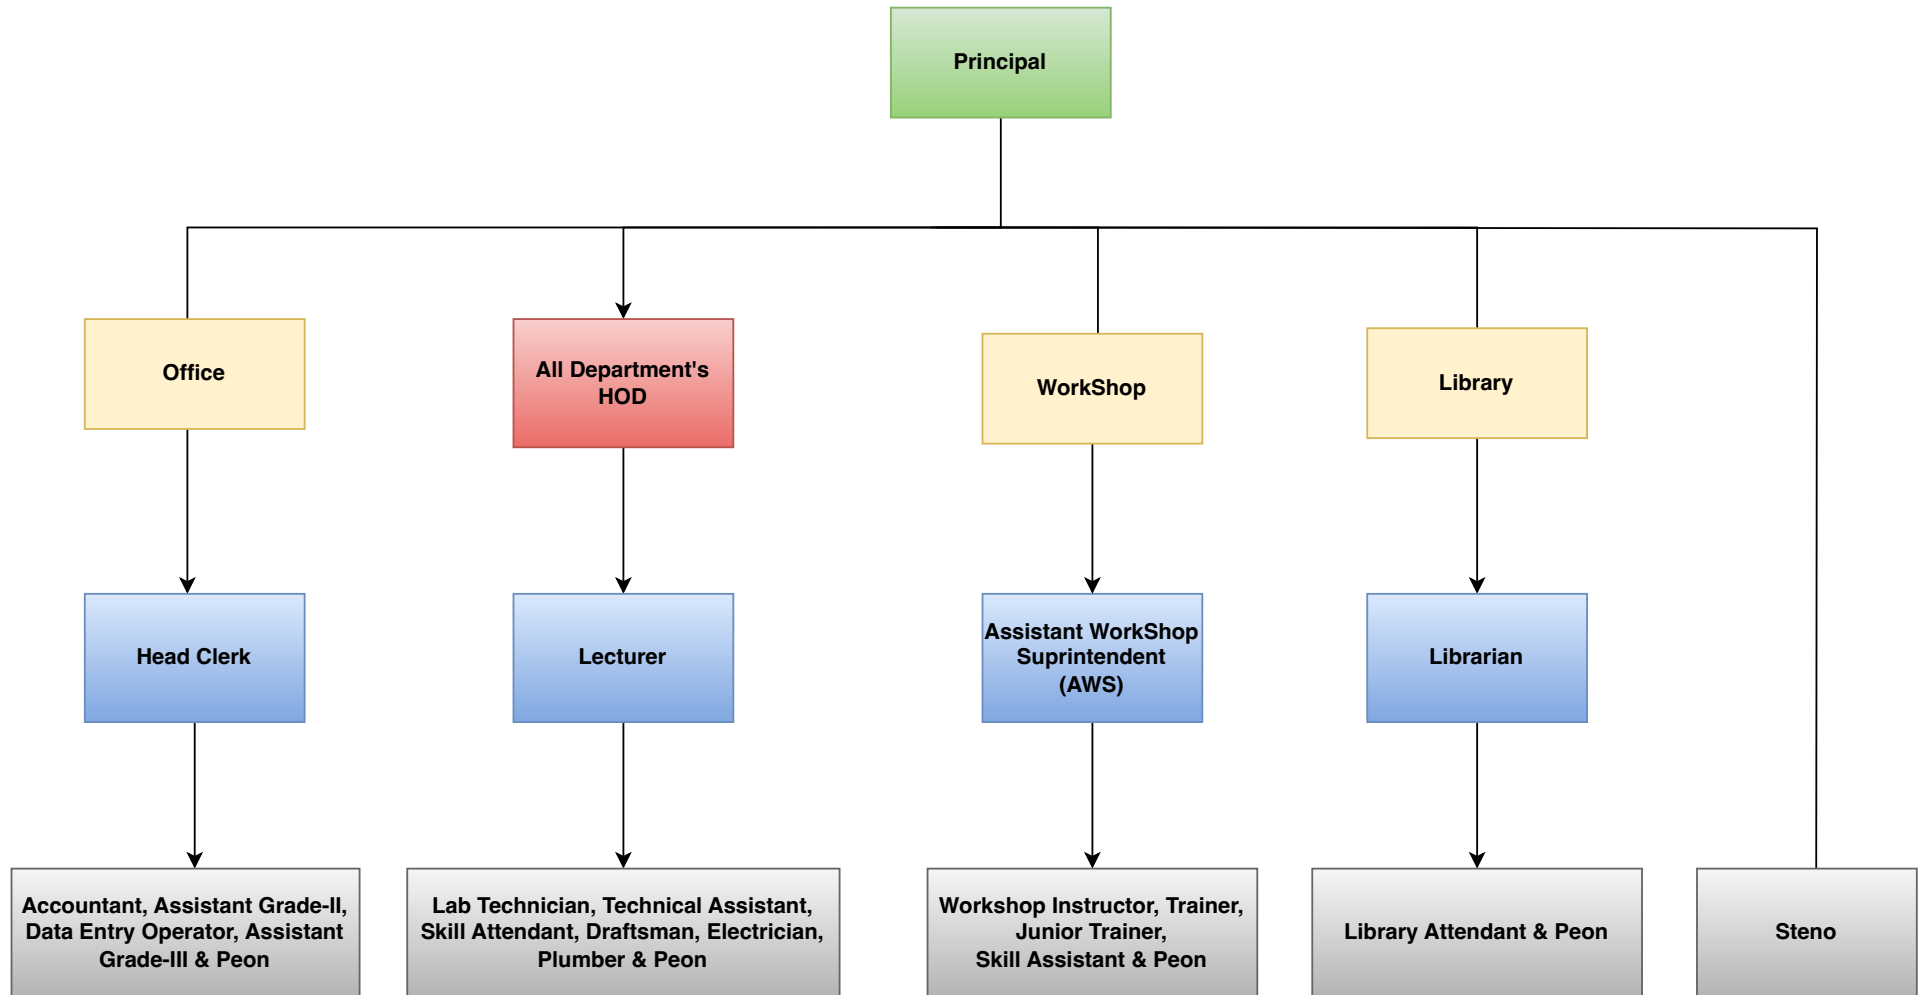 Principal
Office
All Department's
HOD
WorkShop
Library
Head Clerk
Lecturer
Assistant WorkShop
Suprintendent
(AWS)
Librarian
Accountant, Assistant Grade-II,
Data Entry Operator, Assistant
Grade-III & Peon
Lab Technician, Technical Assistant,
Skill Attendant, Draftsman, Electrician,
Plumber & Peon
Workshop Instructor, Trainer,
Junior Trainer,
Skill Assistant & Peon
Library Attendant & Peon
Steno